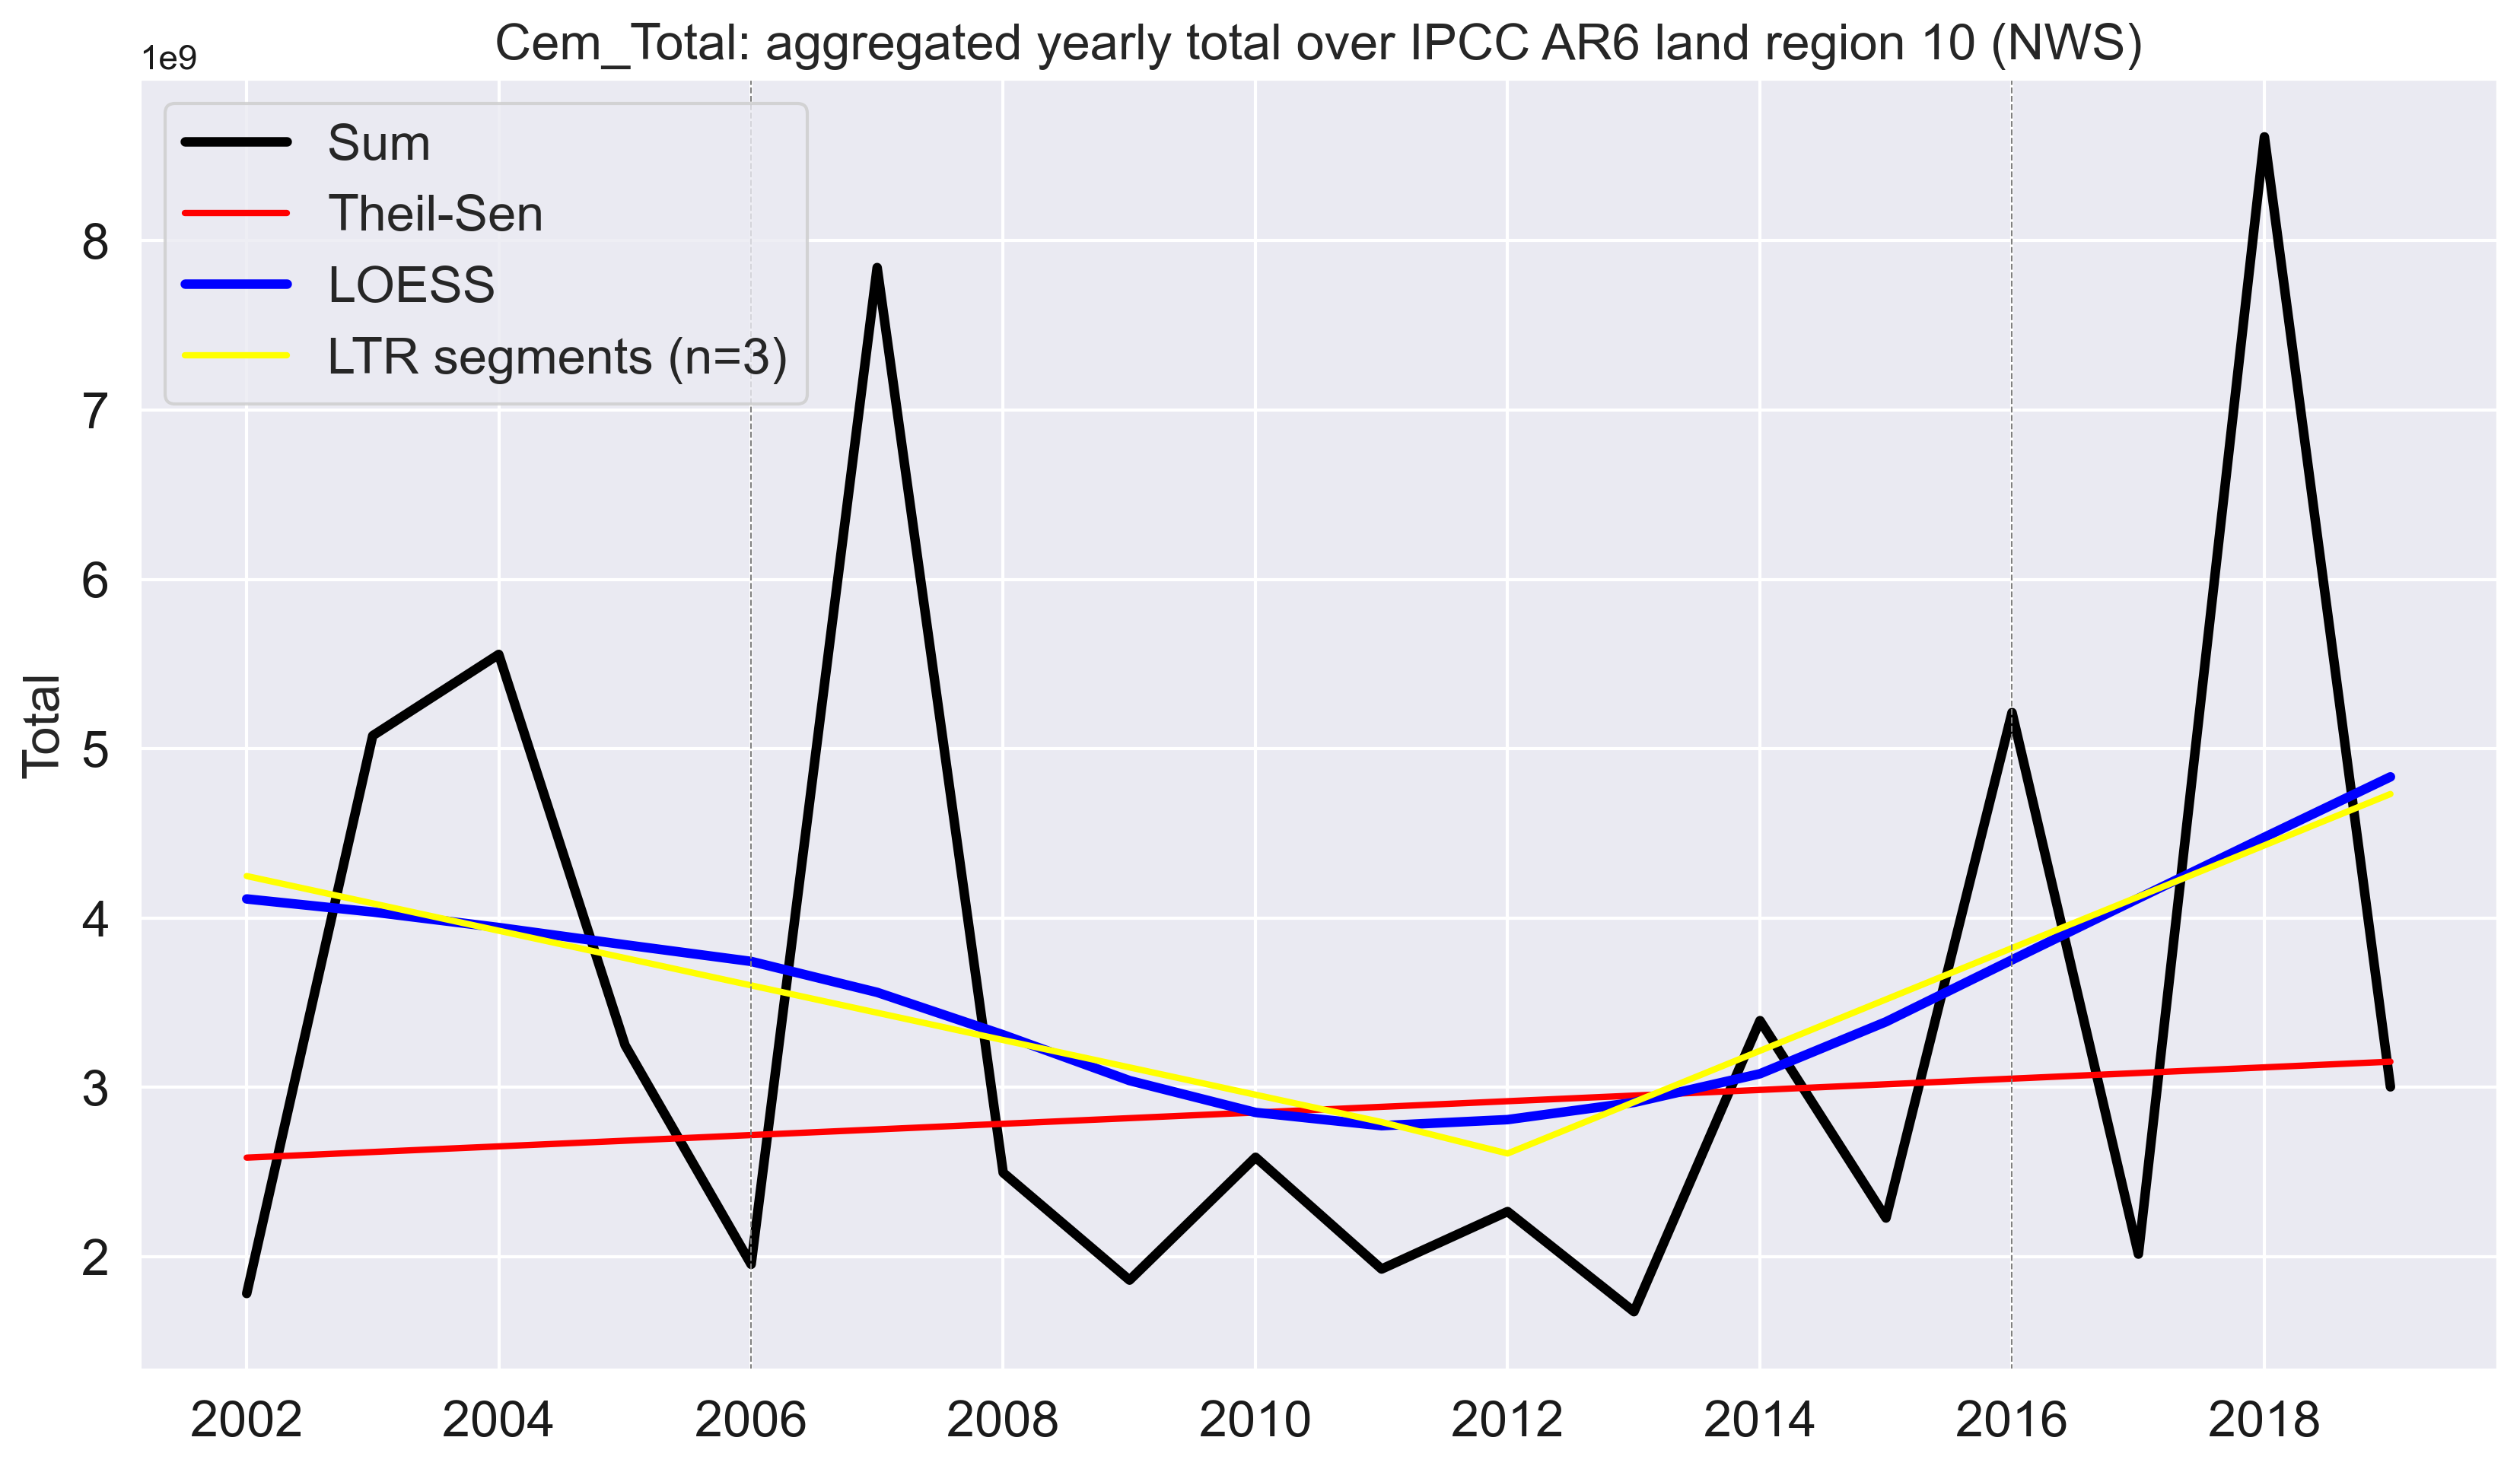 Cem_Total: aggregated yearly total over IPCC AR6 land region 10 (NWS)
1e9
Sum
Theil-Sen
LOESS
LTR segments (n=3)
8
7
6
5
4
3
2
Total
2002 2004 2006 2008 2010 2012 2014 2016 2018